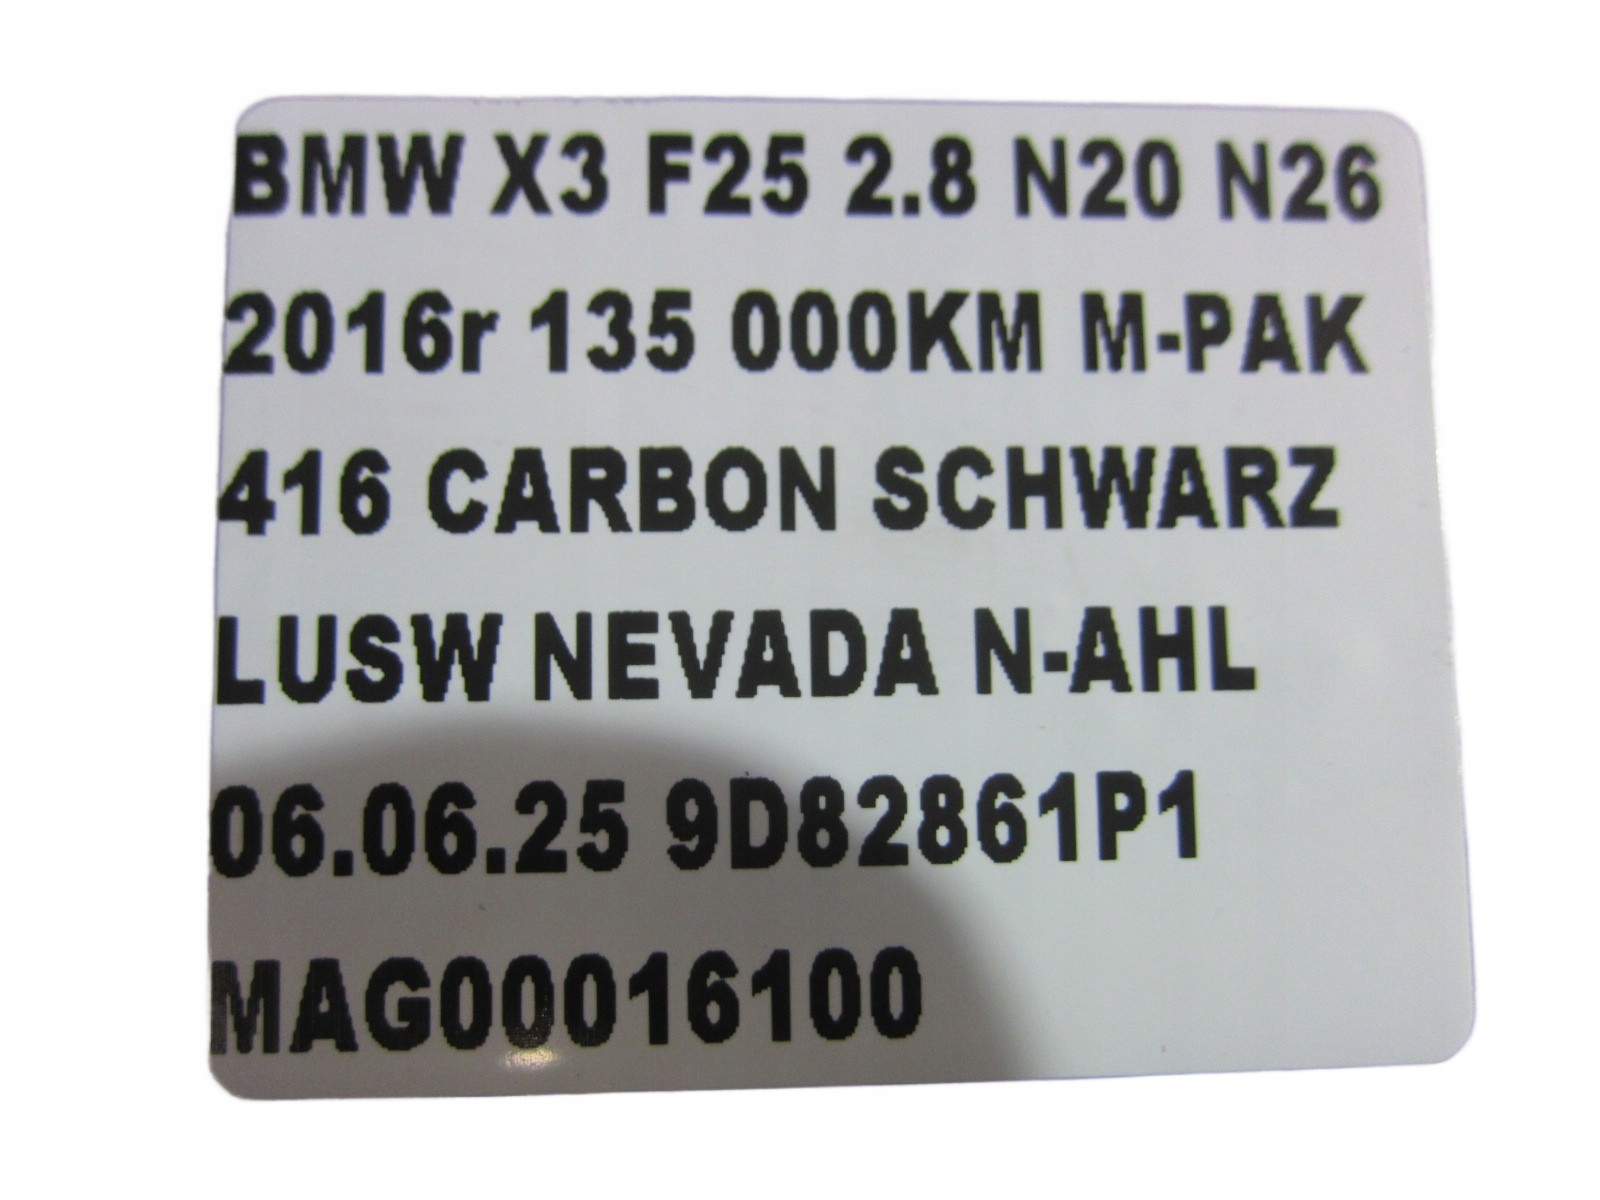 BMW X3 F25 2.8 N20 N26
2016r 135 000KM M-PAK
416 CARBON SCHWARZ
LUSW NEVADA N-AHL
06.06.25 9D82861P1
MAG00016100